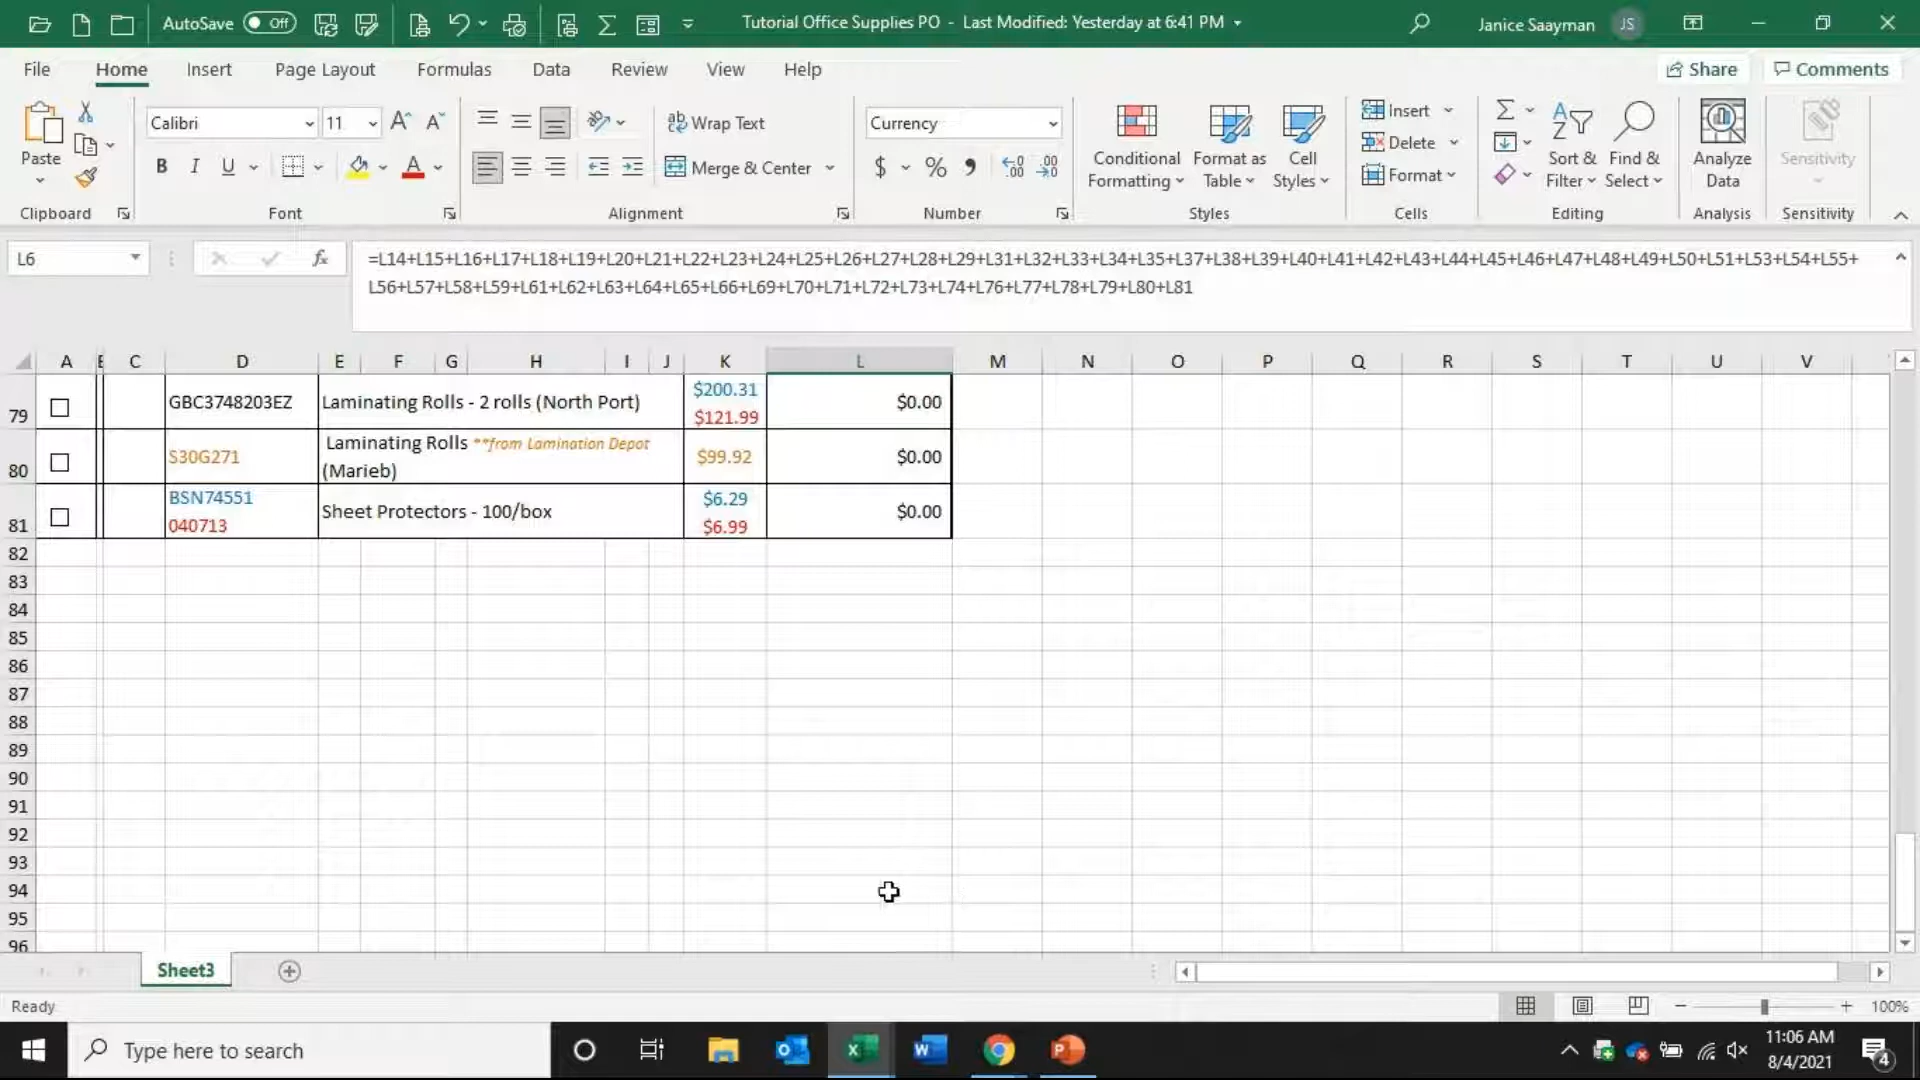 AutoSave Off Tutorial Office Supplies PO - Last Modified: Yesterday at 6:41 PM Janice Saayman JS
File Home Insert Page Layout Formulas Data Review View Help Share Comments
Calibri 11 Wrap Text Currency Insert
Paste B I U Merge & Center $ % Conditional Formatting Format as Table Cell Styles Delete Format Sort & Filter Find & Select Analyze Data Sensitivity
Clipboard Font Alignment Number Styles Cells Editing Analysis Sensitivity
L6 fx =L14+L15+L16+L17+L18+L19+L20+L21+L22+L23+L24+L25+L26+L27+L28+L29+L31+L32+L33+L34+L35+L37+L38+L39+L40+L41+L42+L43+L44+L45+L46+L47+L48+L49+L50+L51+L53+L54+L55+
L56+L57+L58+L59+L61+L62+L63+L64+L65+L66+L69+L70+L71+L72+L73+L74+L76+L77+L78+L79+L80+L81
A C D E F G H I J K L M N O P Q R S T U V
79 GBC3748203EZ Laminating Rolls - 2 rolls (North Port) $200.31 $0.00
$121.99
80 S30G271 Laminating Rolls **from Lamination Depot $99.92 $0.00
(Marieb)
81 BSN74551 Sheet Protectors - 100/box $6.29 $0.00
040713 $6.99
82
83
84
85
86
87
88
89
90
91
92
93
94
95
96
Sheet3
Ready 100%
Type here to search 11:06 AM
8/4/2021 4